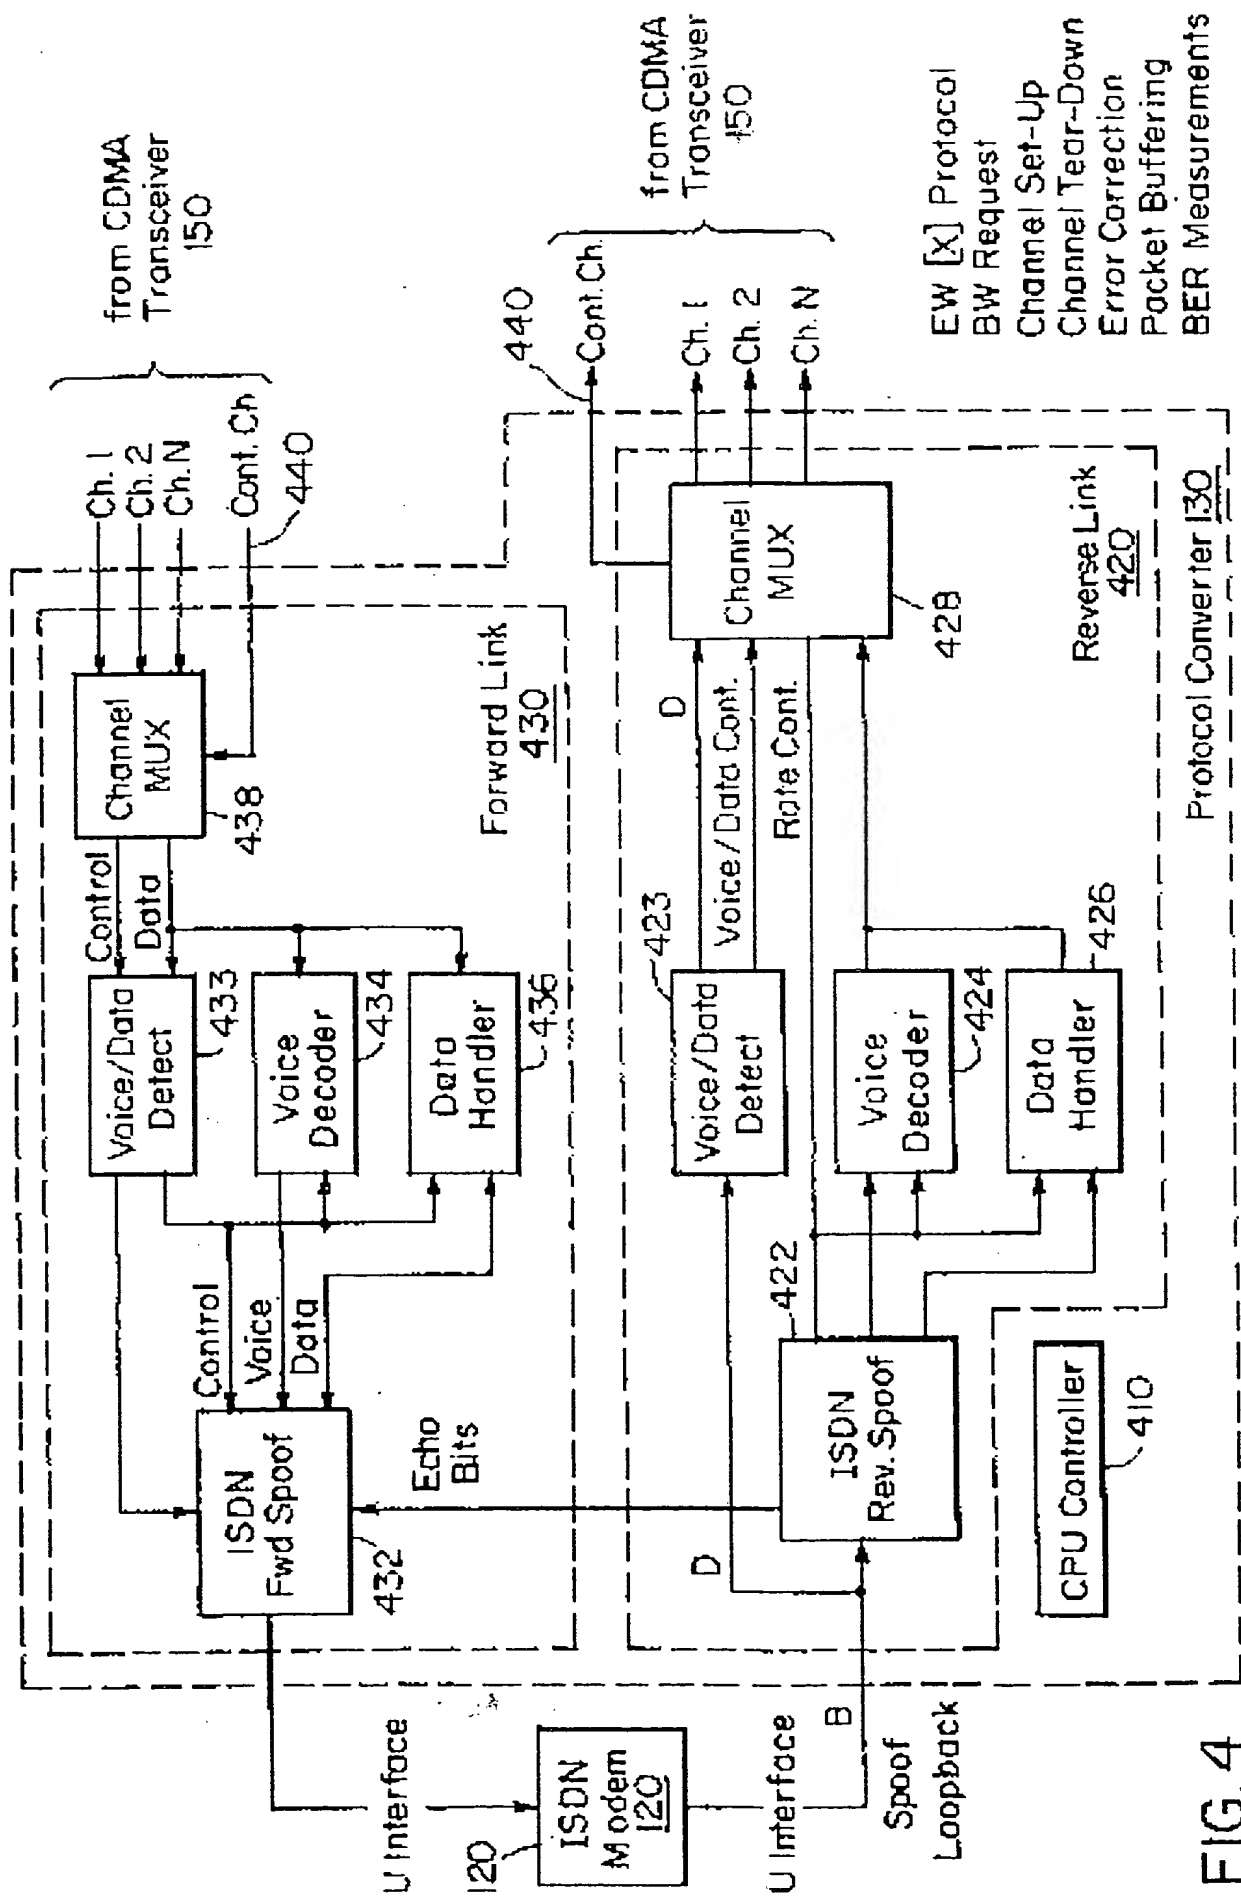 from CDMA
Transceiver
150
Ch. 1
Ch. 2
Ch. N
Cont. Ch
440
Channel
MUX
438
Control
Data
Forward Link
430
Voice/Data
Detect
433
Voice
Decoder
434
Data
Handler
436
Control
Voice
Data
ISDN
Fwd Spoof
432
Echo
Bits
U Interface
120
ISDN
Modem
120
U Interface
B
Spoof
Loopback
D
ISDN
Rev. Spoof
422
Voice/Data
Detect
423
Voice
Decoder
424
Data
Handler
426
D
Voice/Data Cont.
Rate Cont.
Channel
MUX
428
Reverse Link
420
440
Cont. Ch.
Ch. 1
Ch. 2
Ch. N
from CDMA
Transceiver
150
CPU Controller
410
Protocol Converter 130
EW [x] Protocol
BW Request
Channel Set-Up
Channel Tear-Down
Error Correction
Packet Buffering
BER Measurements
FIG. 4